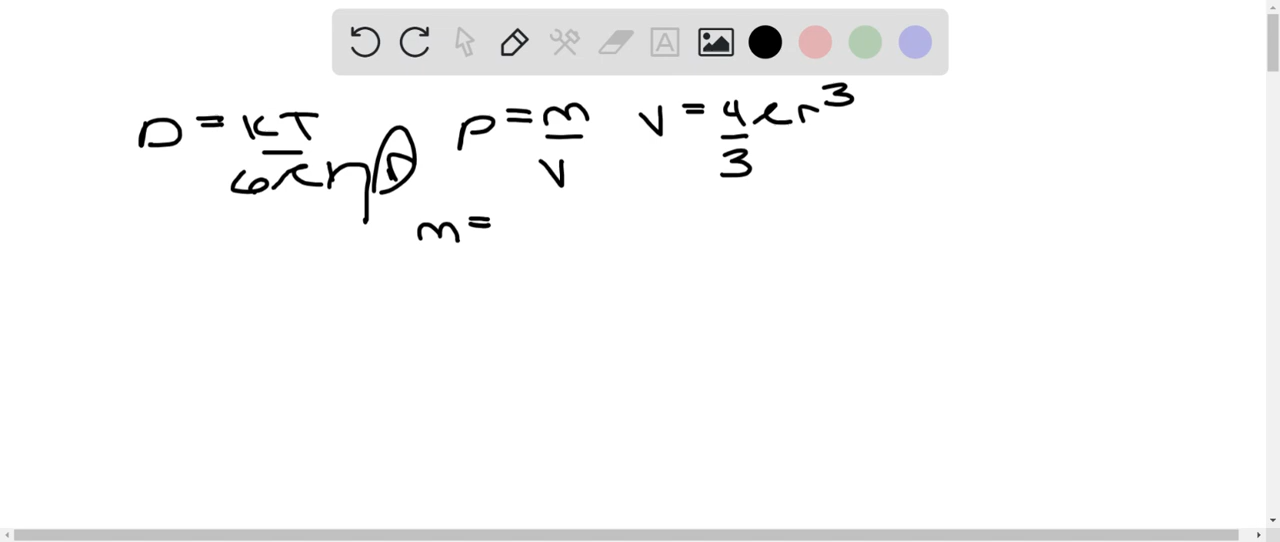 D = kT / 6πηr ρ = m / V V = 4/3 πr³
m =